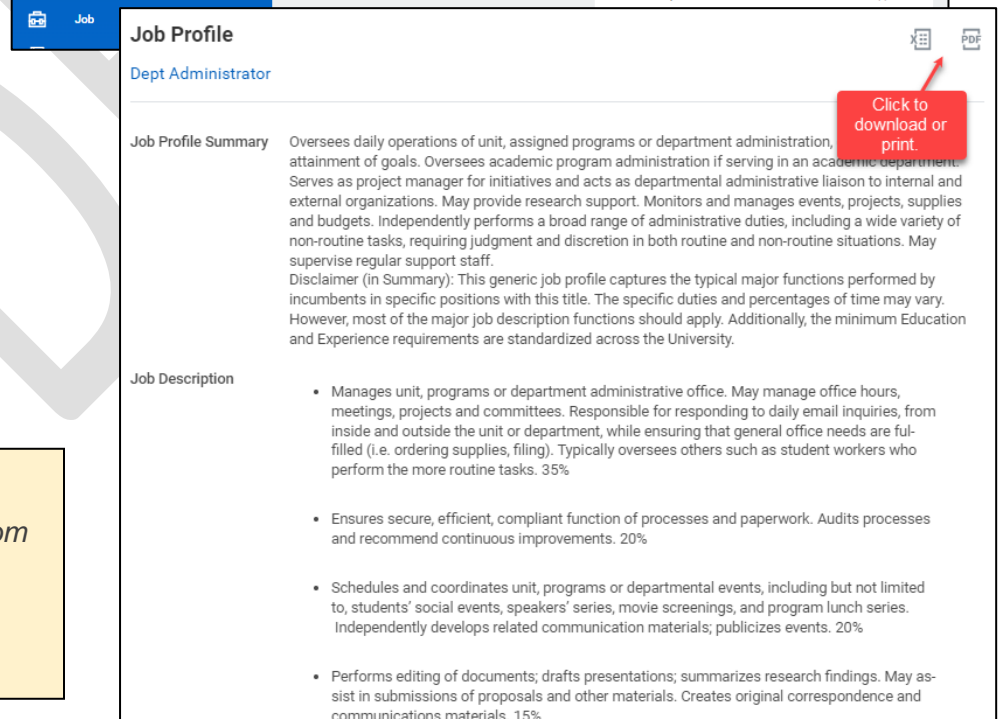 Job
Job Profile
PDF
Dept Administrator
Click to
download or
print.
Job Profile Summary
Oversees daily operations of unit, assigned programs or department administration,
attainment of goals. Oversees academic program administration if serving in an academic department.
Serves as project manager for initiatives and acts as departmental administrative liaison to internal and
external organizations. May provide research support. Monitors and manages events, projects, supplies
and budgets. Independently performs a broad range of administrative duties, including a wide variety of
non-routine tasks, requiring judgment and discretion in both routine and non-routine situations. May
supervise regular support staff.
Disclaimer (in Summary): This generic job profile captures the typical major functions performed by
incumbents in specific positions with this title. The specific duties and percentages of time may vary.
However, most of the major job description functions should apply. Additionally, the minimum Education
and Experience requirements are standardized across the University.
Job Description
• Manages unit, programs or department administrative office. May manage office hours,
meetings, projects and committees. Responsible for responding to daily email inquiries, from
inside and outside the unit or department, while ensuring that general office needs are ful-
filled (i.e. ordering supplies, filing). Typically oversees others such as student workers who
perform the more routine tasks. 35%
• Ensures secure, efficient, compliant function of processes and paperwork. Audits processes
and recommend continuous improvements. 20%
• Schedules and coordinates unit, programs or departmental events, including but not limited
to, students' social events, speakers' series, movie screenings, and program lunch series.
Independently develops related communication materials; publicizes events. 20%
• Performs editing of documents; drafts presentations; summarizes research findings. May as-
sist in submissions of proposals and other materials. Creates original correspondence and
communications materials. 15%